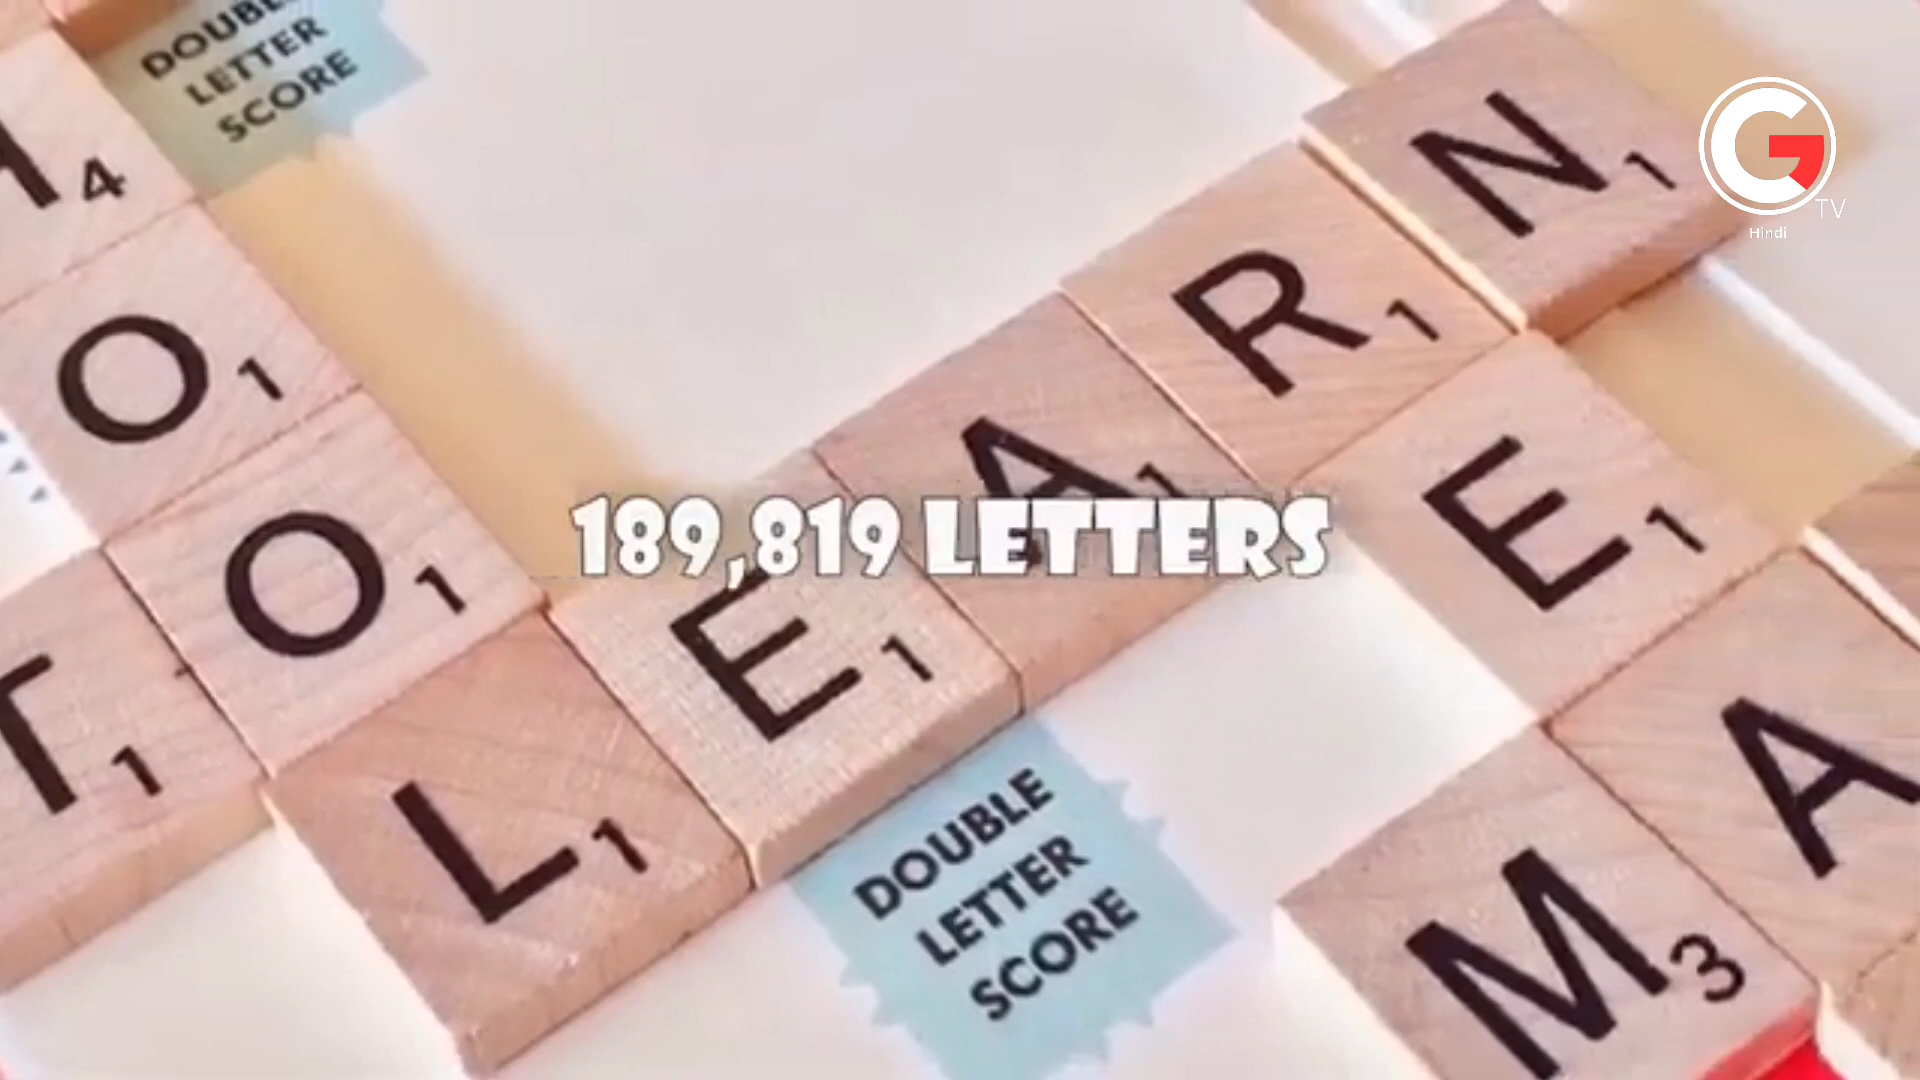 DOUBLE
LETTER
SCORE
H4
O1
O1
T1
L1 E1 A1 R1 N1
E1
A
M3
189,819 LETTERS
DOUBLE
LETTER
SCORE
G
TV
Hindi